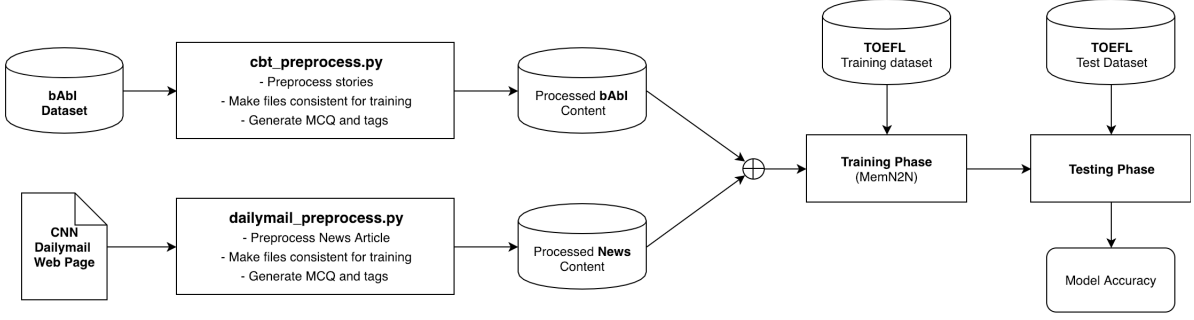 bAbI
Dataset
cbt_preprocess.py
- Preprocess stories
- Make files consistent for training
- Generate MCQ and tags
Processed bAbI
Content
CNN
Dailymail
Web Page
dailymail_preprocess.py
- Preprocess News Article
- Make files consistent for training
- Generate MCQ and tags
Processed News
Content
TOEFL
Training dataset
Training Phase
(MemN2N)
TOEFL
Test Dataset
Testing Phase
Model Accuracy